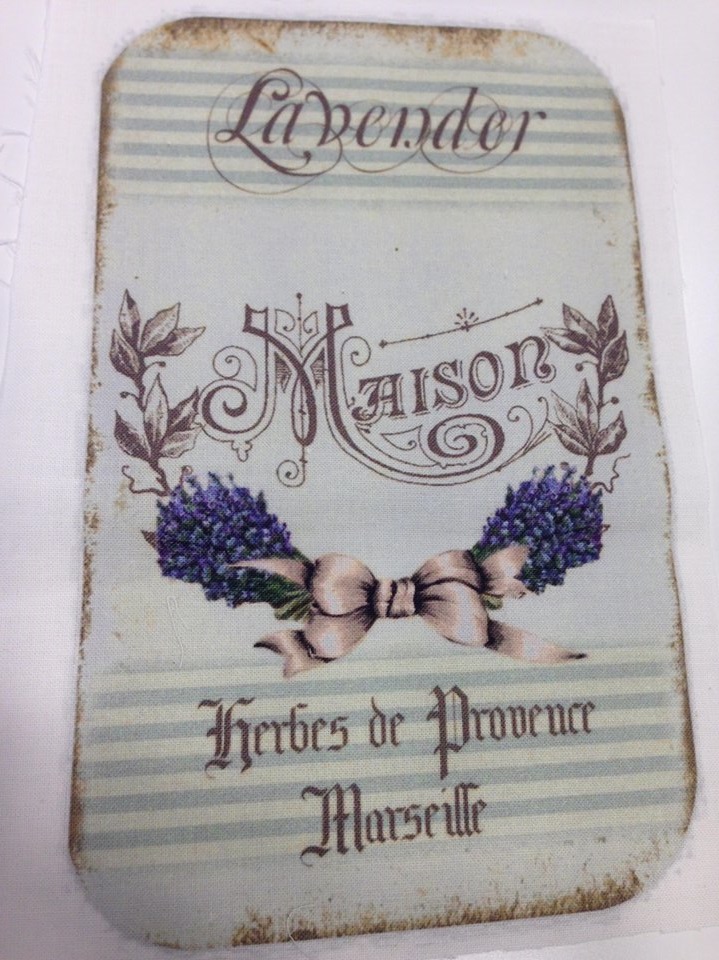 Lavender
Maison
Herbes de Provence
Marseille